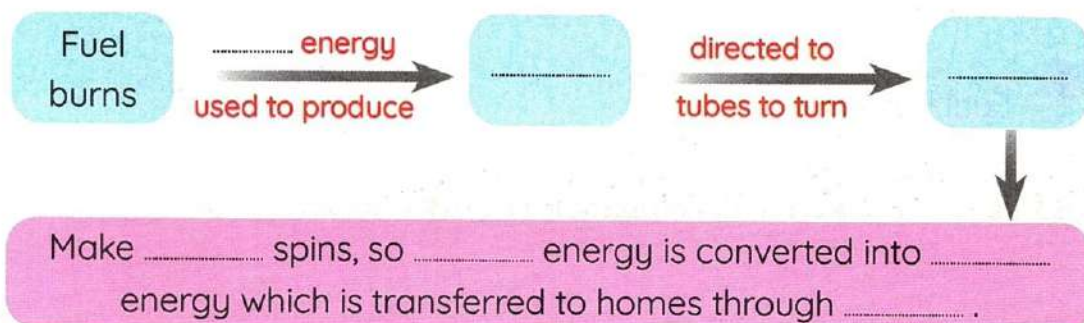 Fuel
burns
............ energy
used to produce
..................
directed to
tubes to turn
..................
Make .................. spins, so .................. energy is converted into ..................
energy which is transferred to homes through .................. .